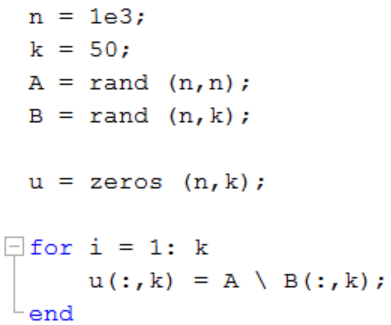 n = 1e3;
k = 50;
A = rand (n,n);
B = rand (n,k);
u = zeros (n,k);
for i = 1: k
u(:,k) = A \ B(:,k);
end